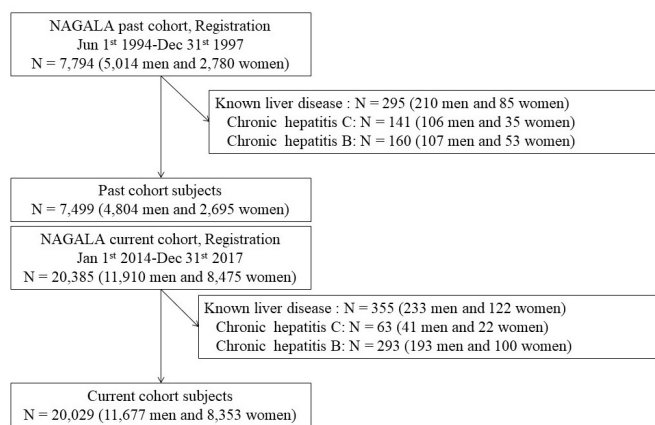 NAGALA past cohort, Registration
Jun 1st 1994-Dec 31st 1997
N = 7,794 (5,014 men and 2,780 women)
Known liver disease : N = 295 (210 men and 85 women)
Chronic hepatitis C: N = 141 (106 men and 35 women)
Chronic hepatitis B: N = 160 (107 men and 53 women)
Past cohort subjects
N = 7,499 (4,804 men and 2,695 women)
NAGALA current cohort, Registration
Jan 1st 2014-Dec 31st 2017
N = 20,385 (11,910 men and 8,475 women)
Known liver disease : N = 355 (233 men and 122 women)
Chronic hepatitis C: N = 63 (41 men and 22 women)
Chronic hepatitis B: N = 293 (193 men and 100 women)
Current cohort subjects
N = 20,029 (11,677 men and 8,353 women)